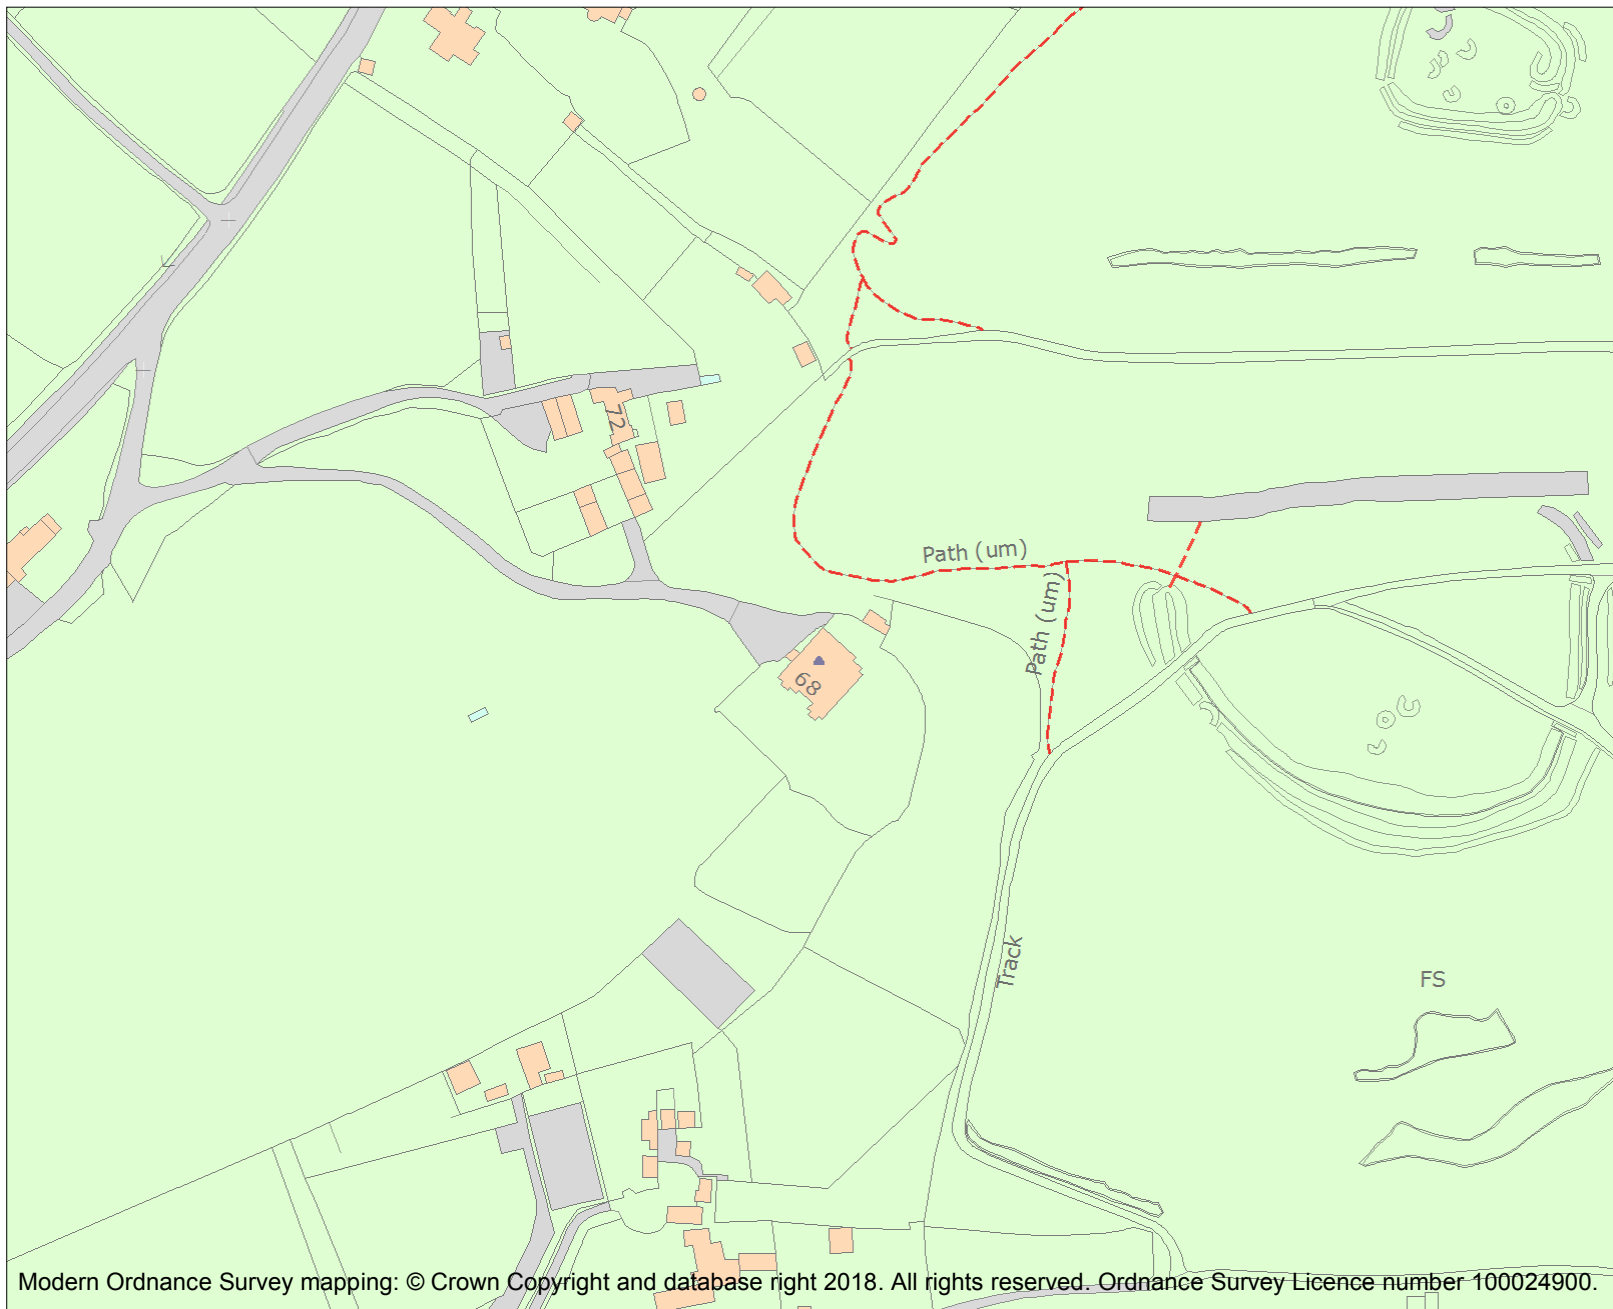 72
Path (um)
Path (um)
68
Track
FS
Modern Ordnance Survey mapping: © Crown Copyright and database right 2018. All rights reserved. Ordnance Survey Licence number 100024900.